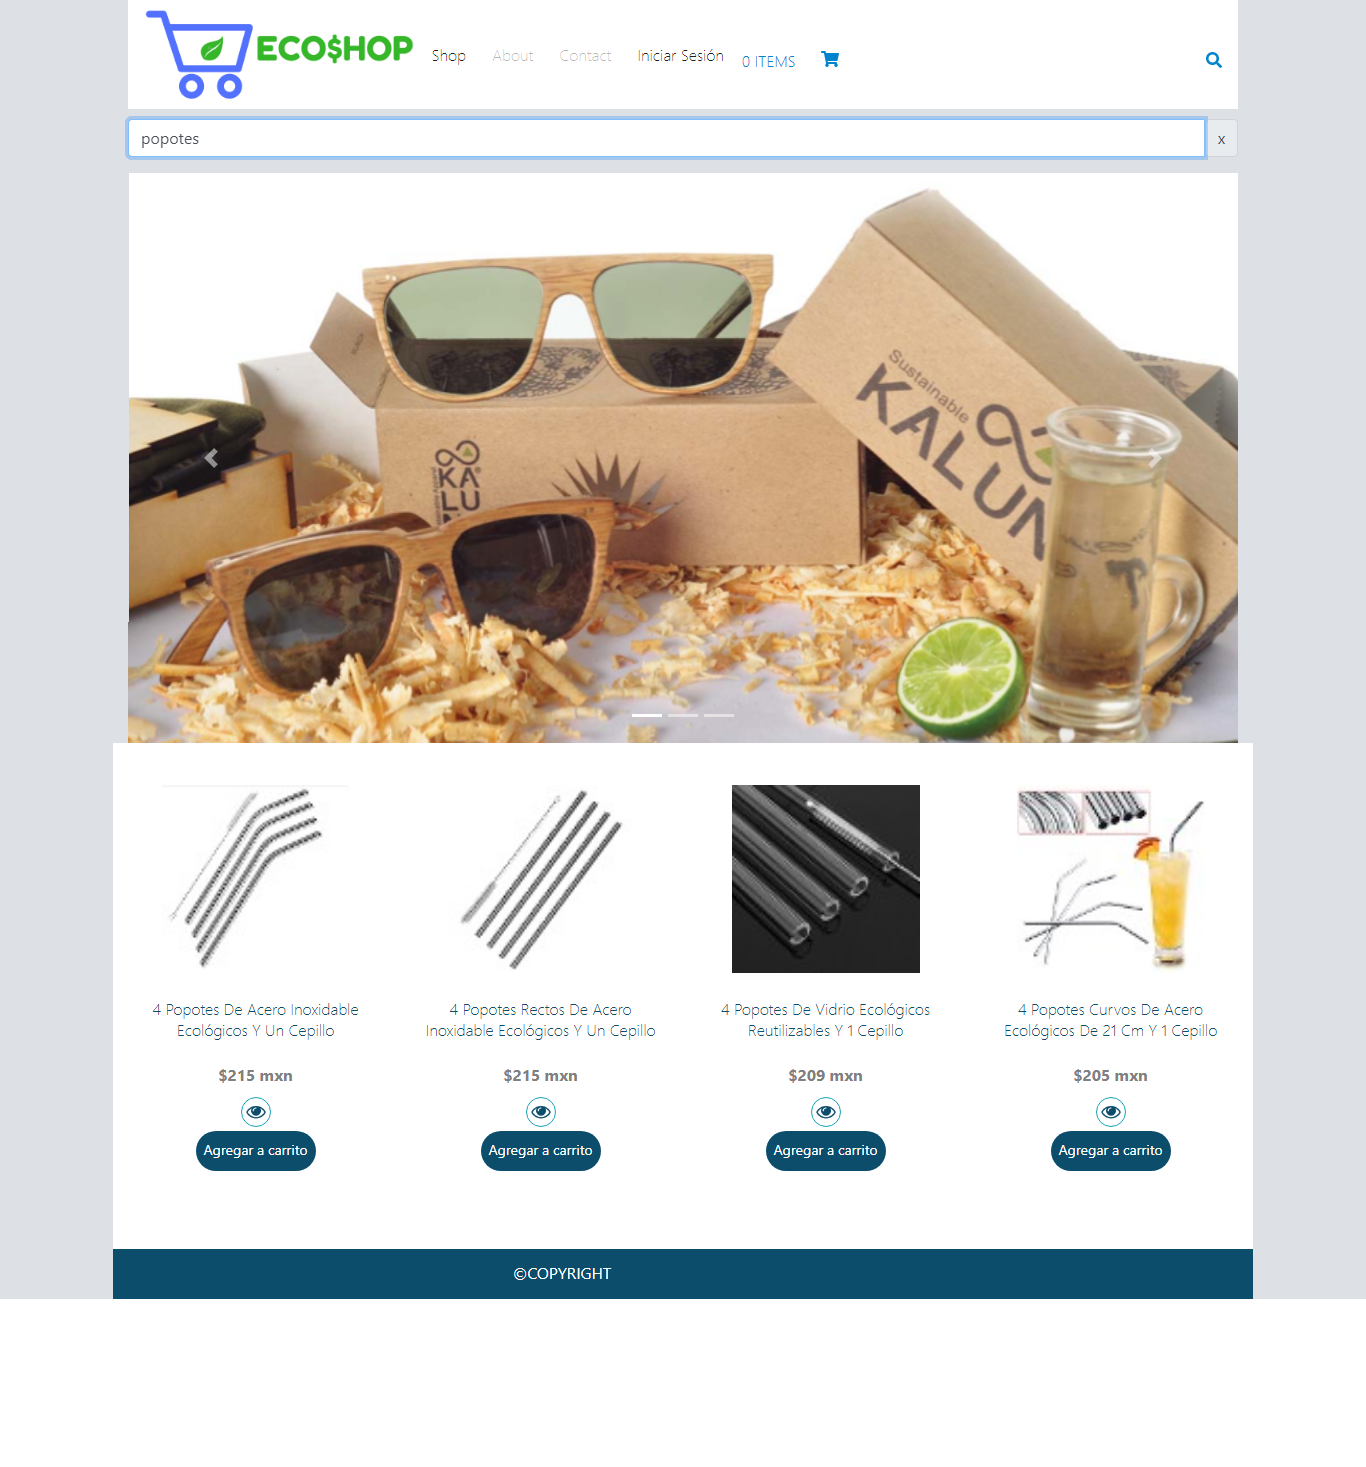 ECO$HOP
Shop
About
Contact
Iniciar Sesión
0 ITEMS
popotes
x
Sustainable
KALUN
KALU
4 Popotes De Acero Inoxidable
Ecológicos Y Un Cepillo
$215 mxn
Agregar a carrito
4 Popotes Rectos De Acero
Inoxidable Ecológicos Y Un Cepillo
$215 mxn
Agregar a carrito
4 Popotes De Vidrio Ecológicos
Reutilizables Y 1 Cepillo
$209 mxn
Agregar a carrito
4 Popotes Curvos De Acero
Ecológicos De 21 Cm Y 1 Cepillo
$205 mxn
Agregar a carrito
©COPYRIGHT